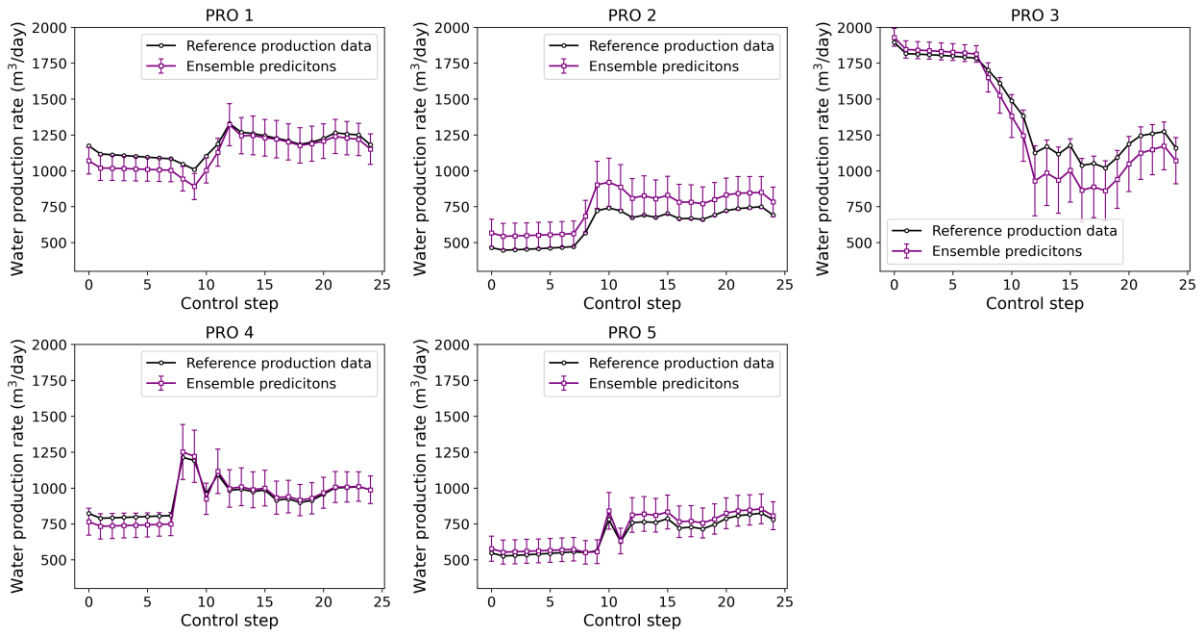 PRO 1
2000
1750
1500
1250
1000
750
500
0
5
10
15
20
25
Water production rate (m³/day)
Control step
Reference production data
Ensemble predicitons
PRO 2
2000
1750
1500
1250
1000
750
500
0
5
10
15
20
25
Water production rate (m³/day)
Control step
Reference production data
Ensemble predicitons
PRO 3
2000
1750
1500
1250
1000
750
500
0
5
10
15
20
25
Water production rate (m³/day)
Control step
Reference production data
Ensemble predicitons
PRO 4
2000
1750
1500
1250
1000
750
500
0
5
10
15
20
25
Water production rate (m³/day)
Control step
Reference production data
Ensemble predicitons
PRO 5
2000
1750
1500
1250
1000
750
500
0
5
10
15
20
25
Water production rate (m³/day)
Control step
Reference production data
Ensemble predicitons